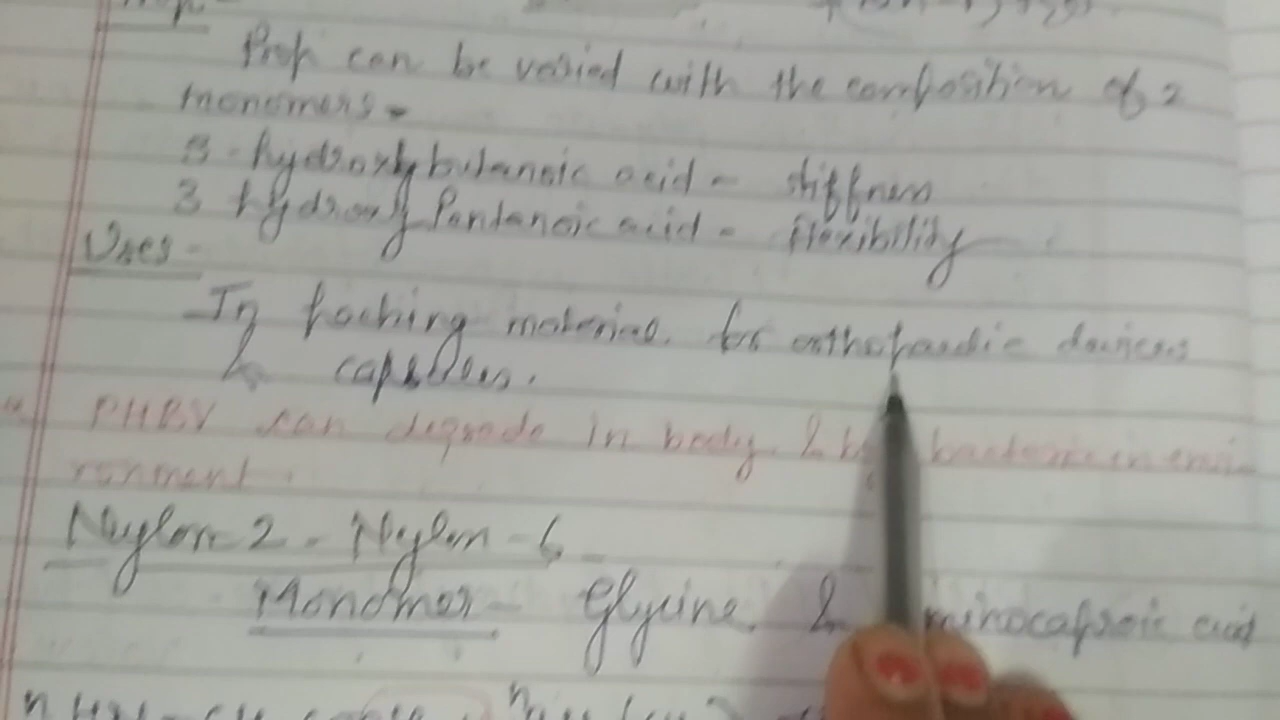 Prop can be varied with the composition of 2
monomers -
3 - hydroxybutanoic acid - stiffness
3 hydroxy Pentanoic acid - flexibility
Uses -
In packing material, for orthopaedic devices
& capsules.
PHBV can degrade in body & by bacteria in envi-
ronment.
Nylon-2 - Nylon-6
Monomer - Glycine &minocaproic acid